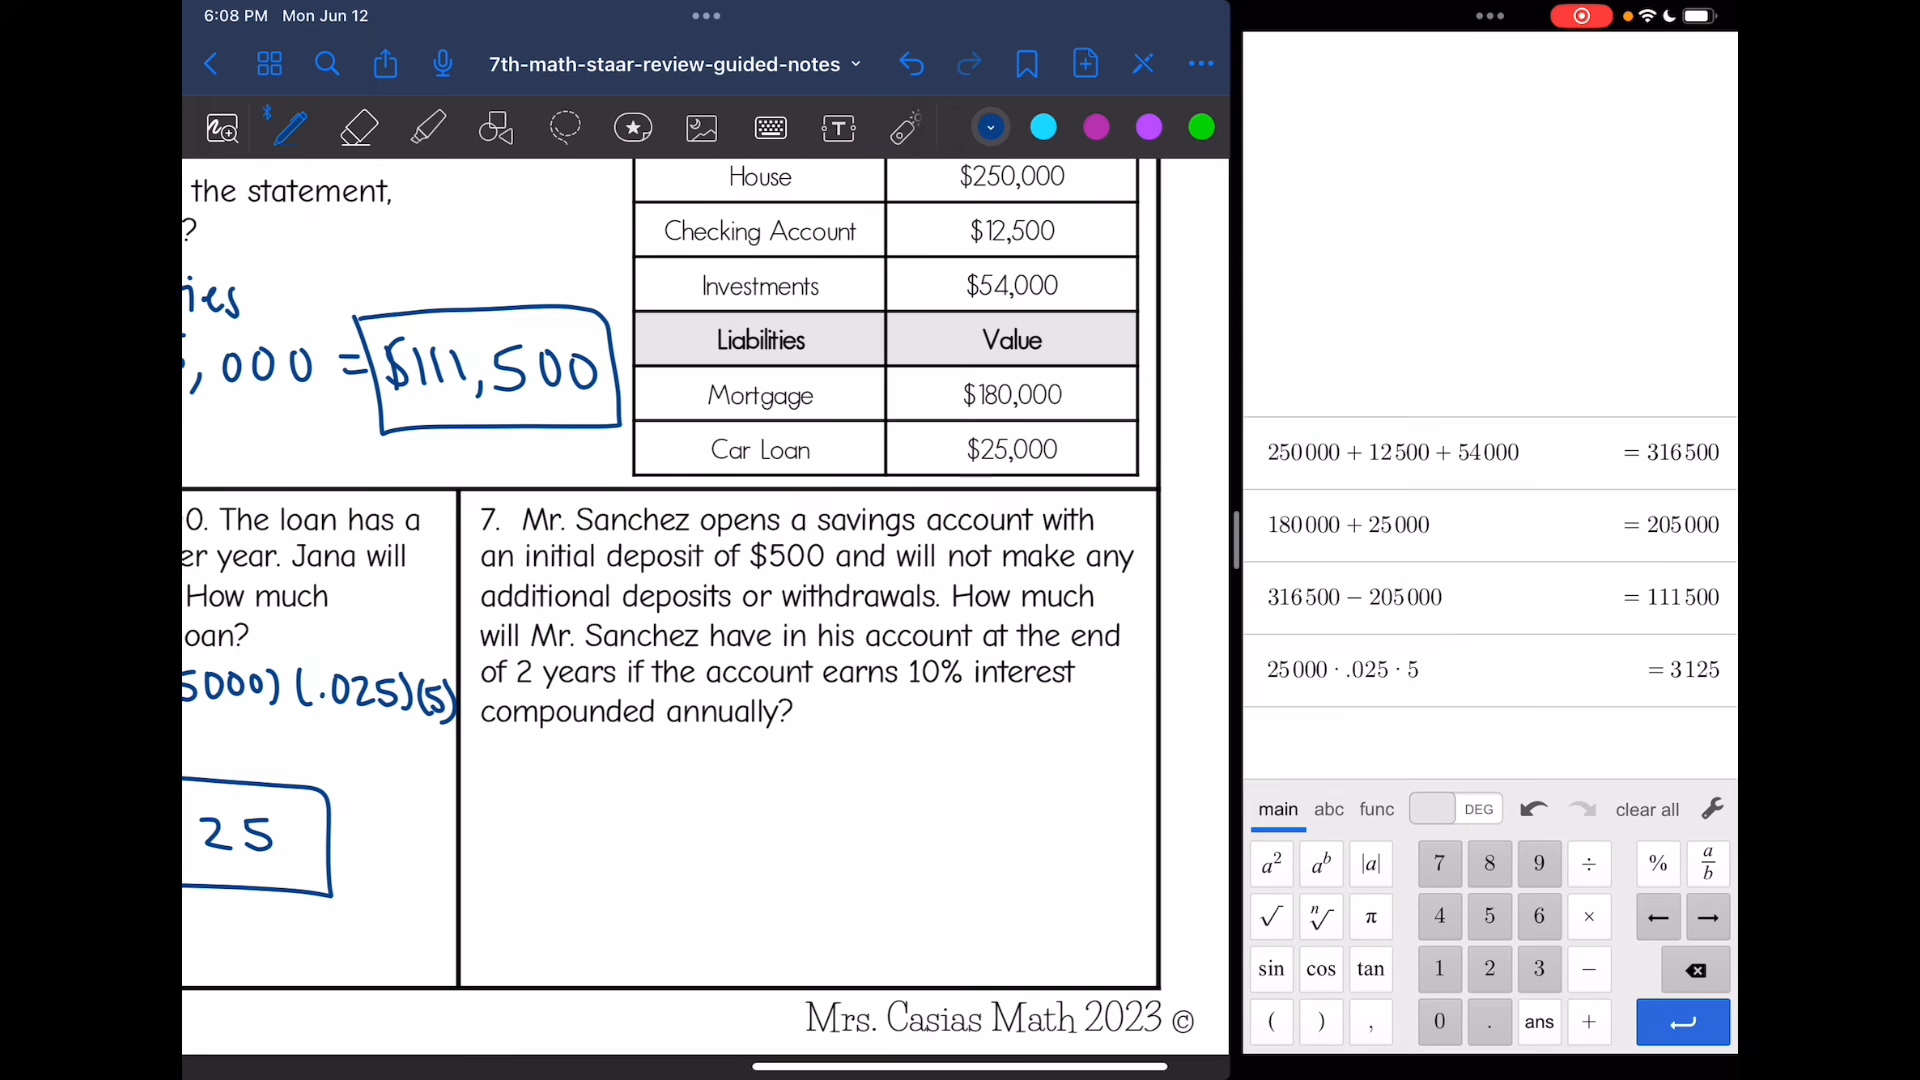 6:08 PM Mon Jun 12
7th-math-staar-review-guided-notes
the statement,
?
ies
,000 = $111,500
House $250,000
Checking Account $12,500
Investments $54,000
Liabilities Value
Mortgage $180,000
Car Loan $25,000
0. The loan has a
er year. Jana will
How much
oan?
5000) (.025)(5)
25
7. Mr. Sanchez opens a savings account with
an initial deposit of $500 and will not make any
additional deposits or withdrawals. How much
will Mr. Sanchez have in his account at the end
of 2 years if the account earns 10% interest
compounded annually?
Mrs. Casias Math 2023 ©
250000 + 12500 + 54000 = 316500
180000 + 25000 = 205000
316500 − 205000 = 111500
25000 · .025 · 5 = 3125
main abc func DEG clear all
a² aᵇ |a| 7 8 9 ÷ % a/b
√ ⁿ√ π 4 5 6 × ← →
sin cos tan 1 2 3 −
( ) , 0 . ans +